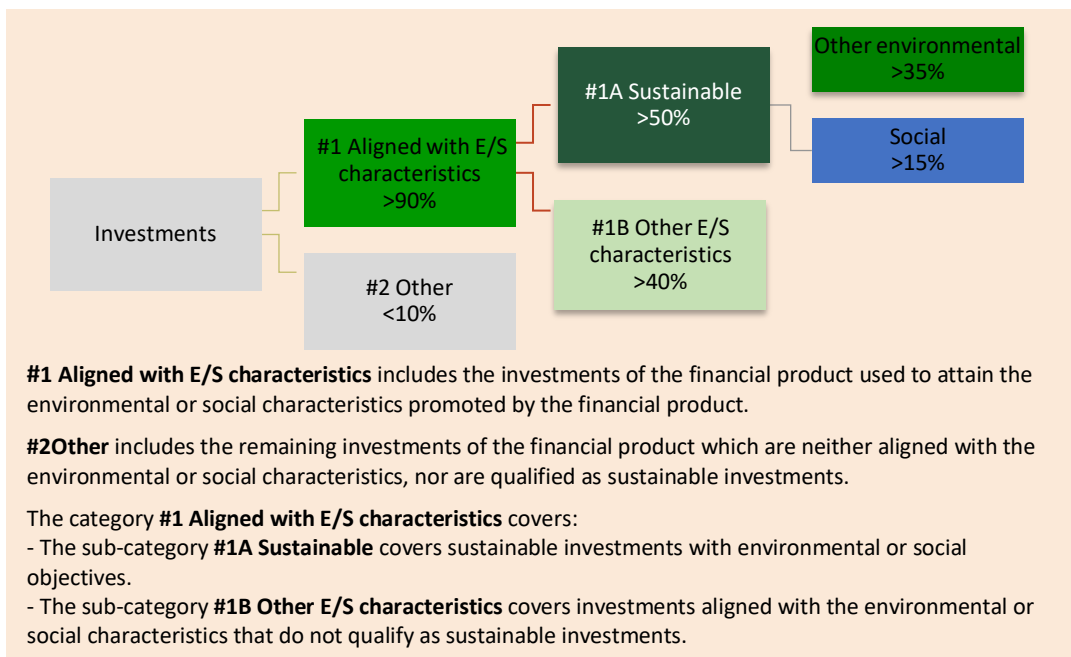 Other environmental
>35%
#1A Sustainable
>50%
Social
>15%
#1 Aligned with E/S
characteristics
>90%
Investments
#1B Other E/S
characteristics
>40%
#2 Other
<10%
#1 Aligned with E/S characteristics includes the investments of the financial product used to attain the
environmental or social characteristics promoted by the financial product.
#2Other includes the remaining investments of the financial product which are neither aligned with the
environmental or social characteristics, nor are qualified as sustainable investments.
The category #1 Aligned with E/S characteristics covers:
- The sub-category #1A Sustainable covers sustainable investments with environmental or social
objectives.
- The sub-category #1B Other E/S characteristics covers investments aligned with the environmental or
social characteristics that do not qualify as sustainable investments.